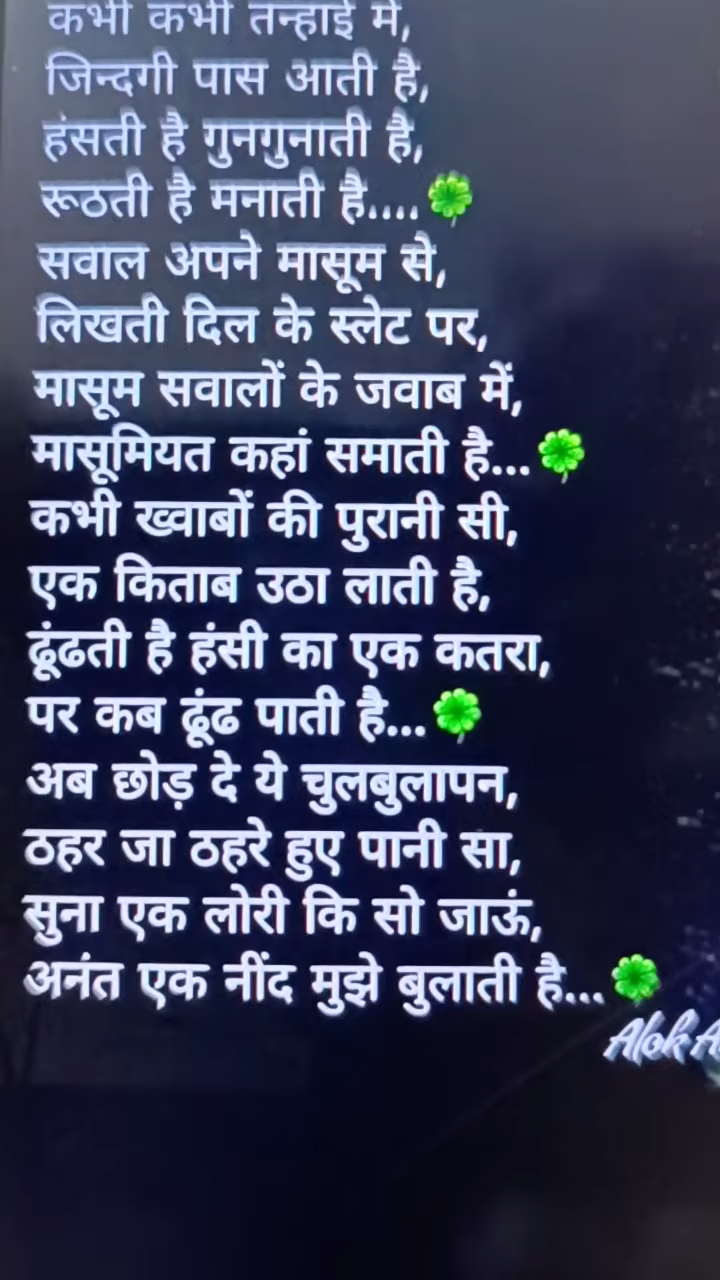 कभी कभी तन्हाई में,
जिन्दगी पास आती है,
हंसती है गुनगुनाती है,
रूठती है मनाती है....🍀
सवाल अपने मासूम से,
लिखती दिल के स्लेट पर,
मासूम सवालों के जवाब में,
मासूमियत कहां समाती है...🍀
कभी ख्वाबों की पुरानी सी,
एक किताब उठा लाती है,
ढूंढती है हंसी का एक कतरा,
पर कब ढूंढ पाती है...🍀
अब छोड़ दे ये चुलबुलापन,
ठहर जा ठहरे हुए पानी सा,
सुना एक लोरी कि सो जाऊं,
अनंत एक नींद मुझे बुलाती है...🍀
Alok